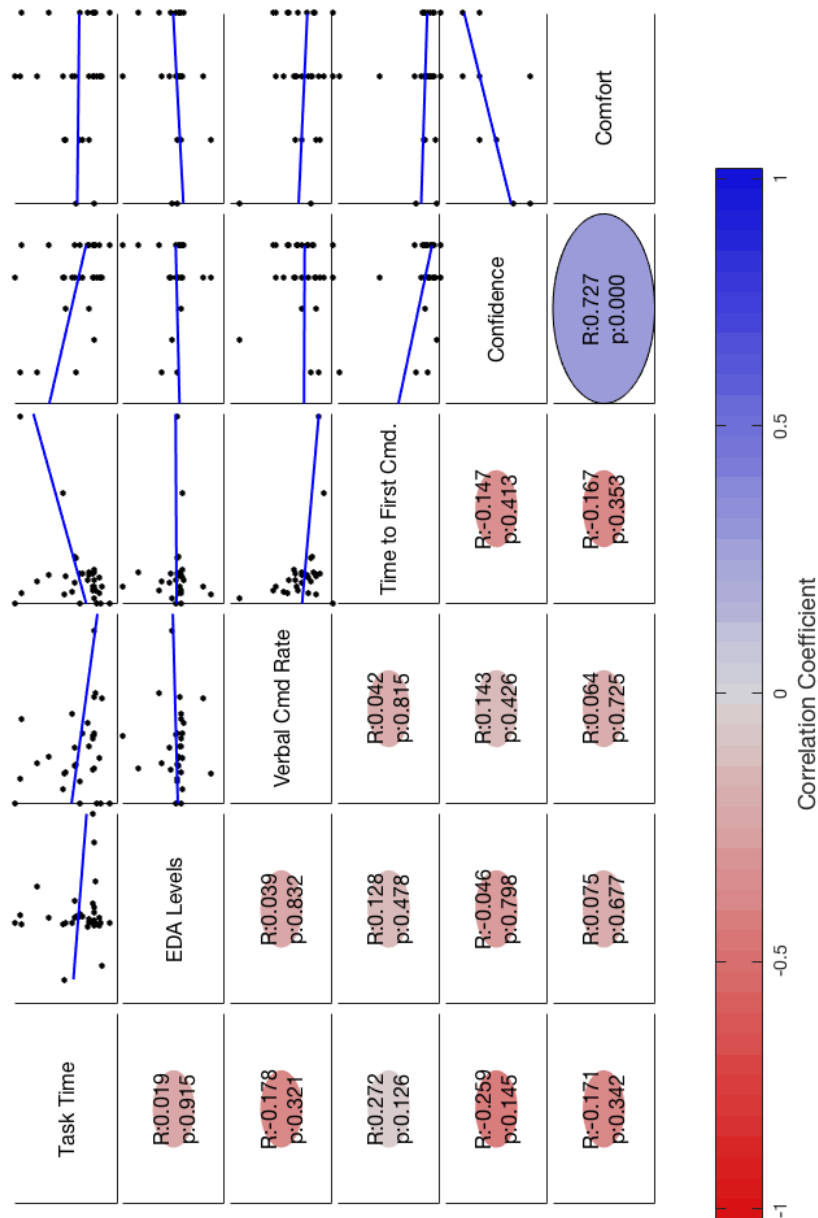 Task Time
R:0.019
p:0.915
EDA Levels
R:-0.178
p:0.321
R:0.039
p:0.832
Verbal Cmd Rate
R:0.272
p:0.126
R:0.128
p:0.478
R:0.042
p:0.815
Time to First Cmd.
R:-0.259
p:0.145
R:-0.046
p:0.798
R:0.143
p:0.426
R:-0.147
p:0.413
Confidence
R:-0.171
p:0.342
R:0.075
p:0.677
R:0.064
p:0.725
R:-0.167
p:0.353
R:0.727
p:0.000
Comfort
-1
-0.5
0
0.5
1
Correlation Coefficient